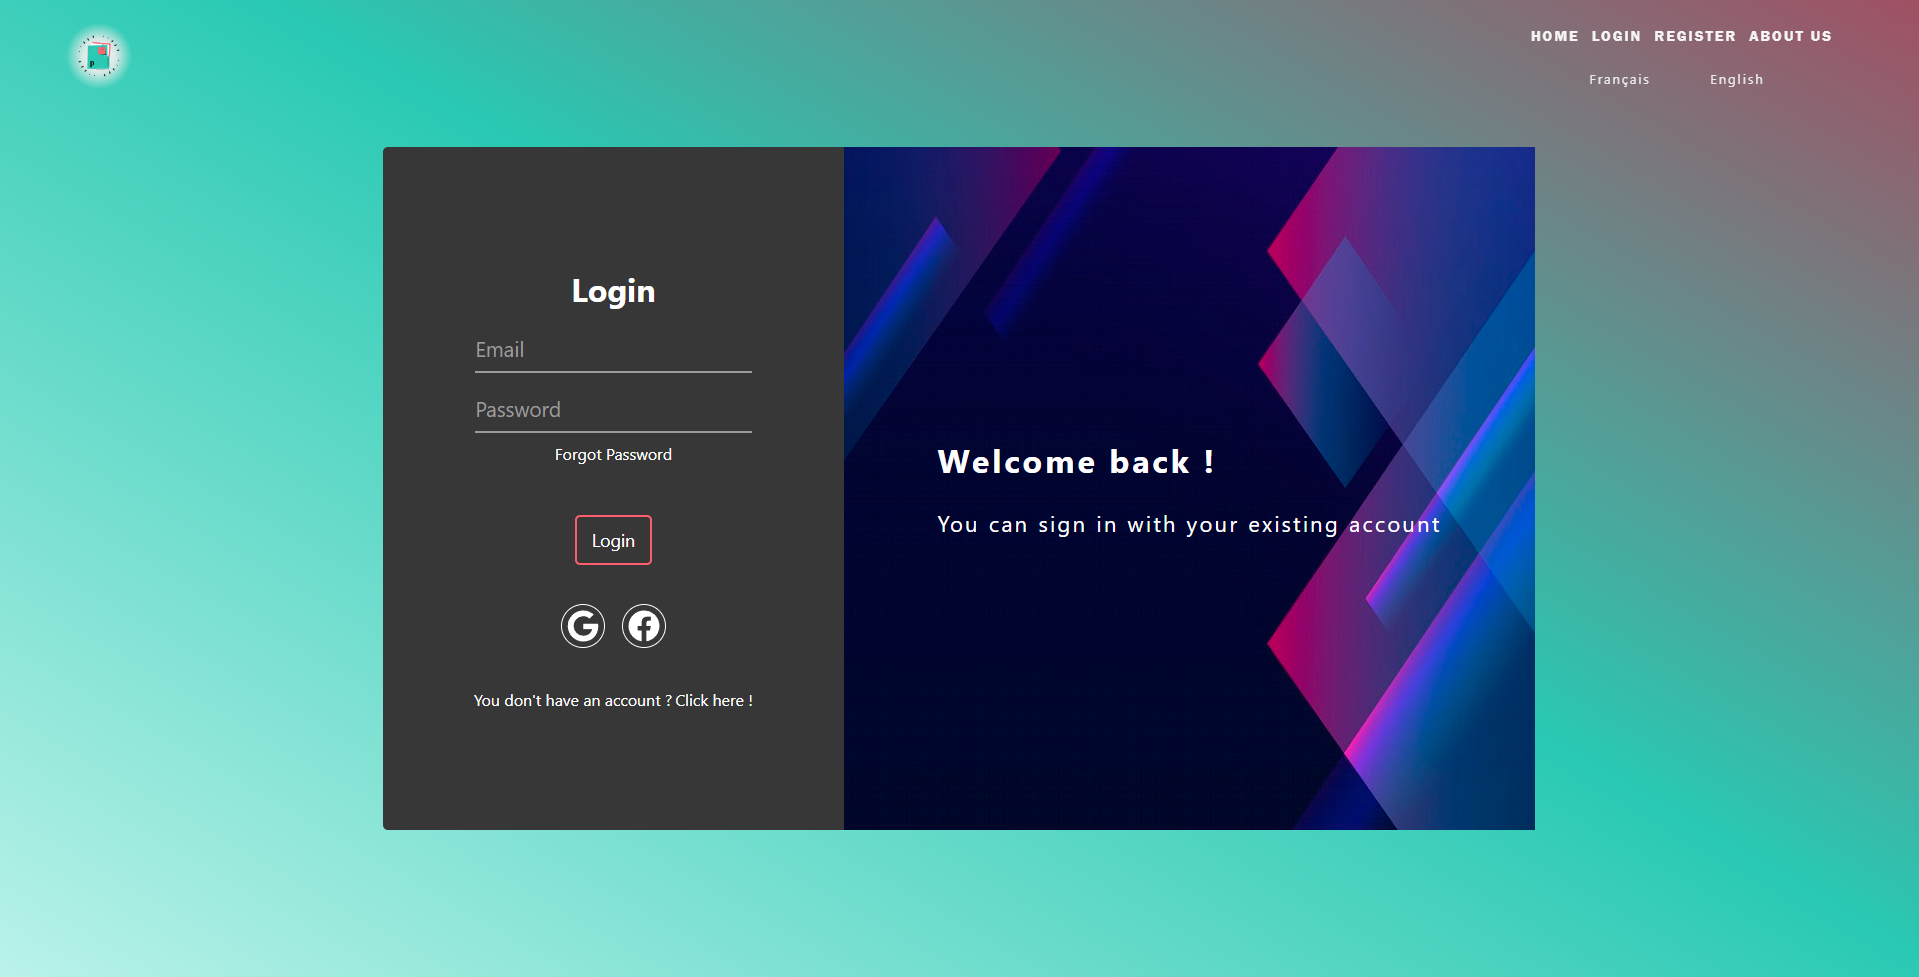 P
HOME LOGIN REGISTER ABOUT US
Français English
Login
Email
Password
Forgot Password
Login
You don't have an account ? Click here !
Welcome back !
You can sign in with your existing account